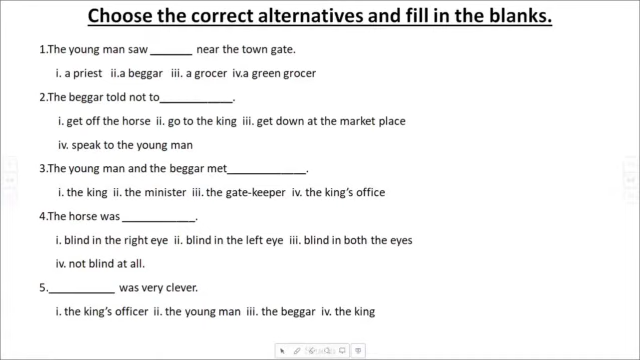 Choose the correct alternatives and fill in the blanks.
1.The young man saw _______ near the town gate.
i. a priest ii.a beggar iii. a grocer iv.a green grocer
2.The beggar told not to____________.
i. get off the horse ii. go to the king iii. get down at the market place
iv. speak to the young man
3.The young man and the beggar met_____________.
i. the king ii. the minister iii. the gate-keeper iv. the king's office
4.The horse was ____________.
i. blind in the right eye ii. blind in the left eye iii. blind in both the eyes
iv. not blind at all.
5.___________ was very clever.
i. the king's officer ii. the young man iii. the beggar iv. the king